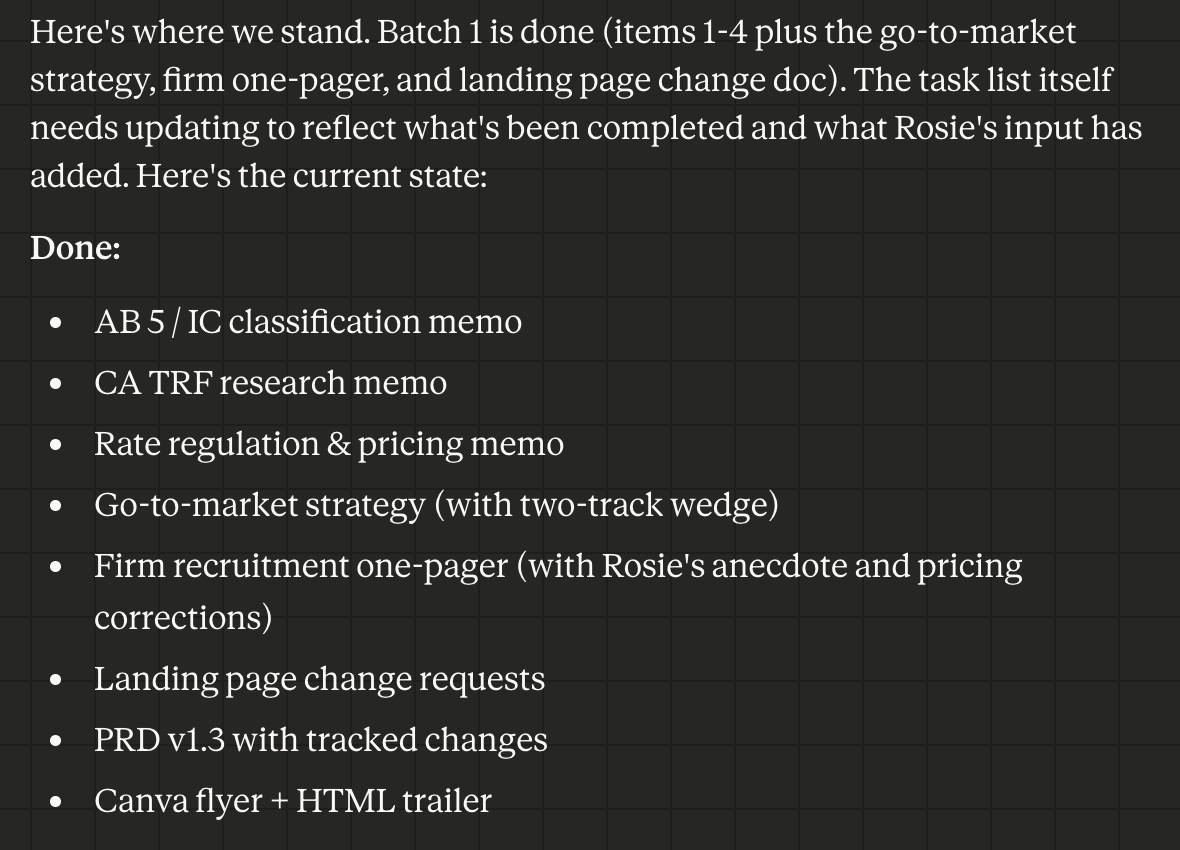 Here's where we stand. Batch 1 is done (items 1-4 plus the go-to-market
strategy, firm one-pager, and landing page change doc). The task list itself
needs updating to reflect what's been completed and what Rosie's input has
added. Here's the current state:
Done:
• AB 5 / IC classification memo
• CA TRF research memo
• Rate regulation & pricing memo
• Go-to-market strategy (with two-track wedge)
• Firm recruitment one-pager (with Rosie's anecdote and pricing
corrections)
• Landing page change requests
• PRD v1.3 with tracked changes
• Canva flyer + HTML trailer